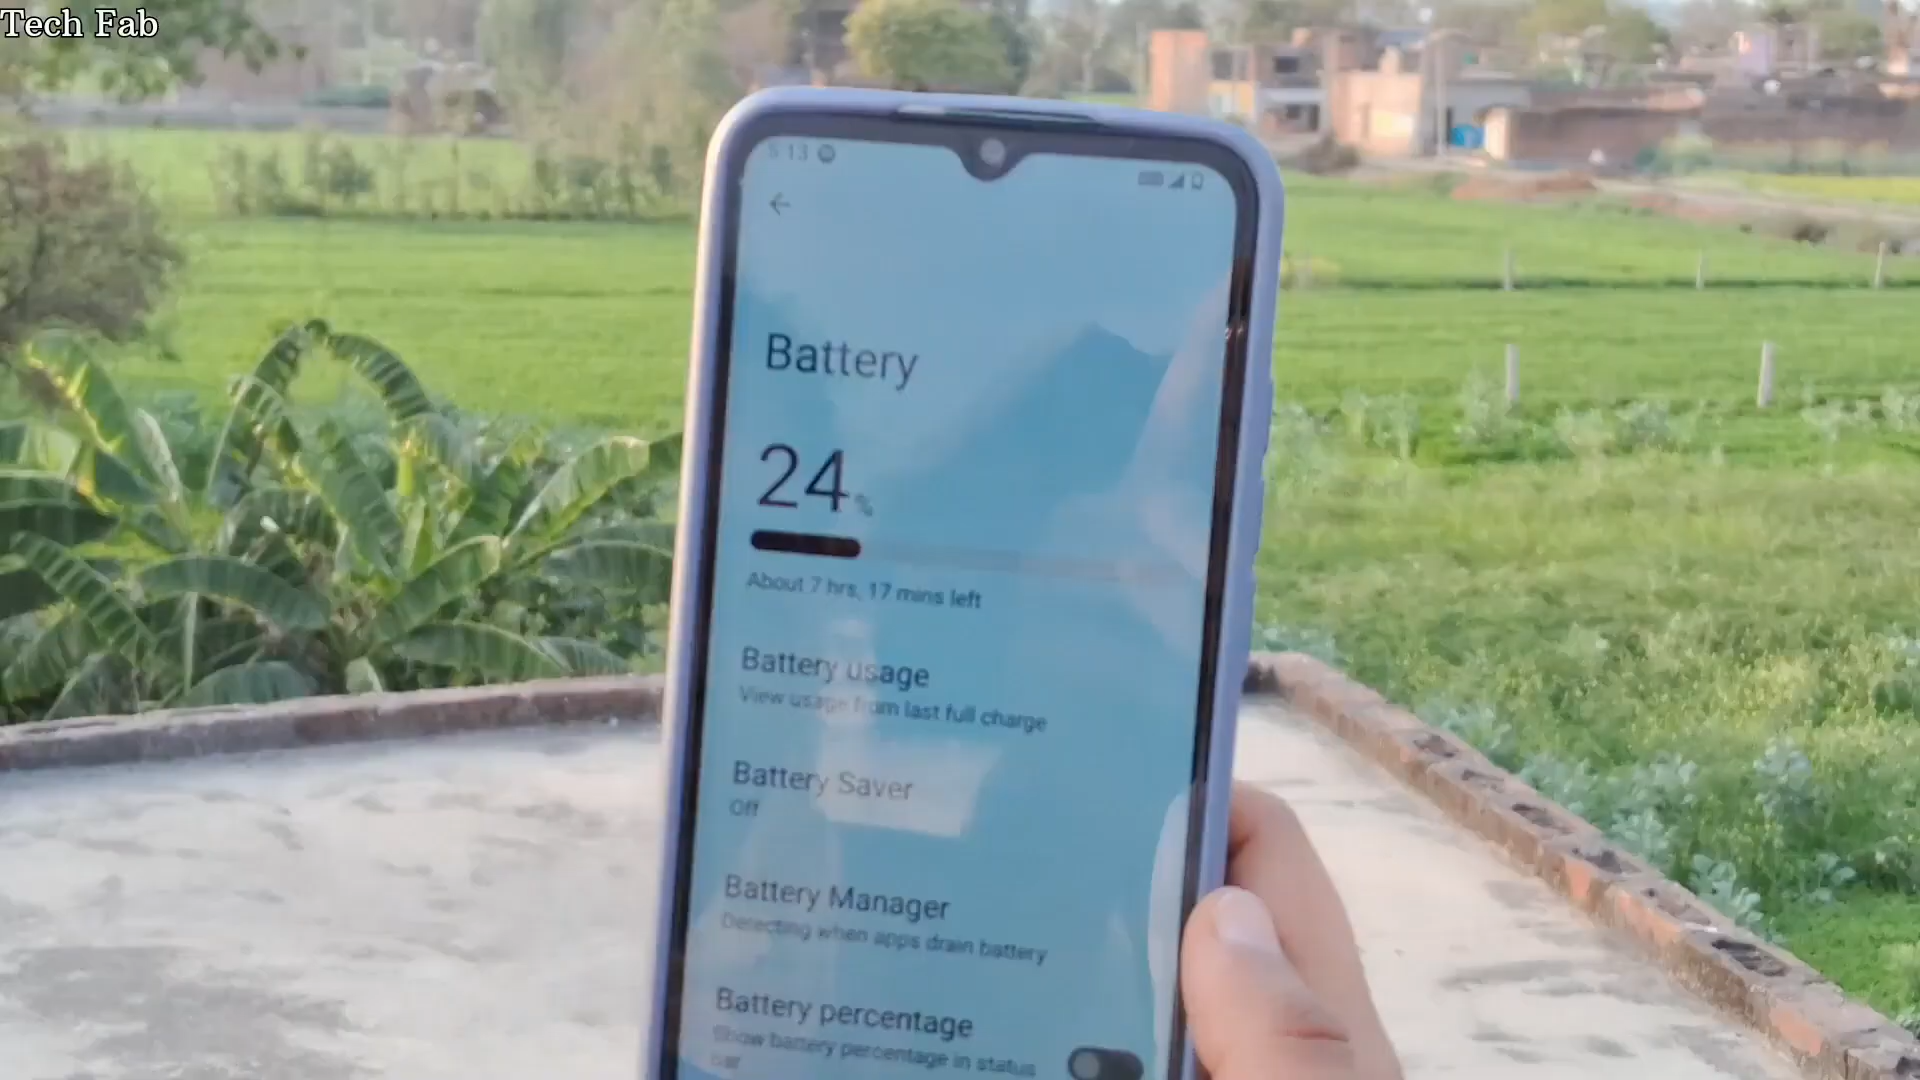 Tech Fab
5:13
Battery
24%
About 7 hrs, 17 mins left
Battery usage
View usage from last full charge
Battery Saver
Off
Battery Manager
Detecting when apps drain battery
Battery percentage
Show battery percentage in status
bar